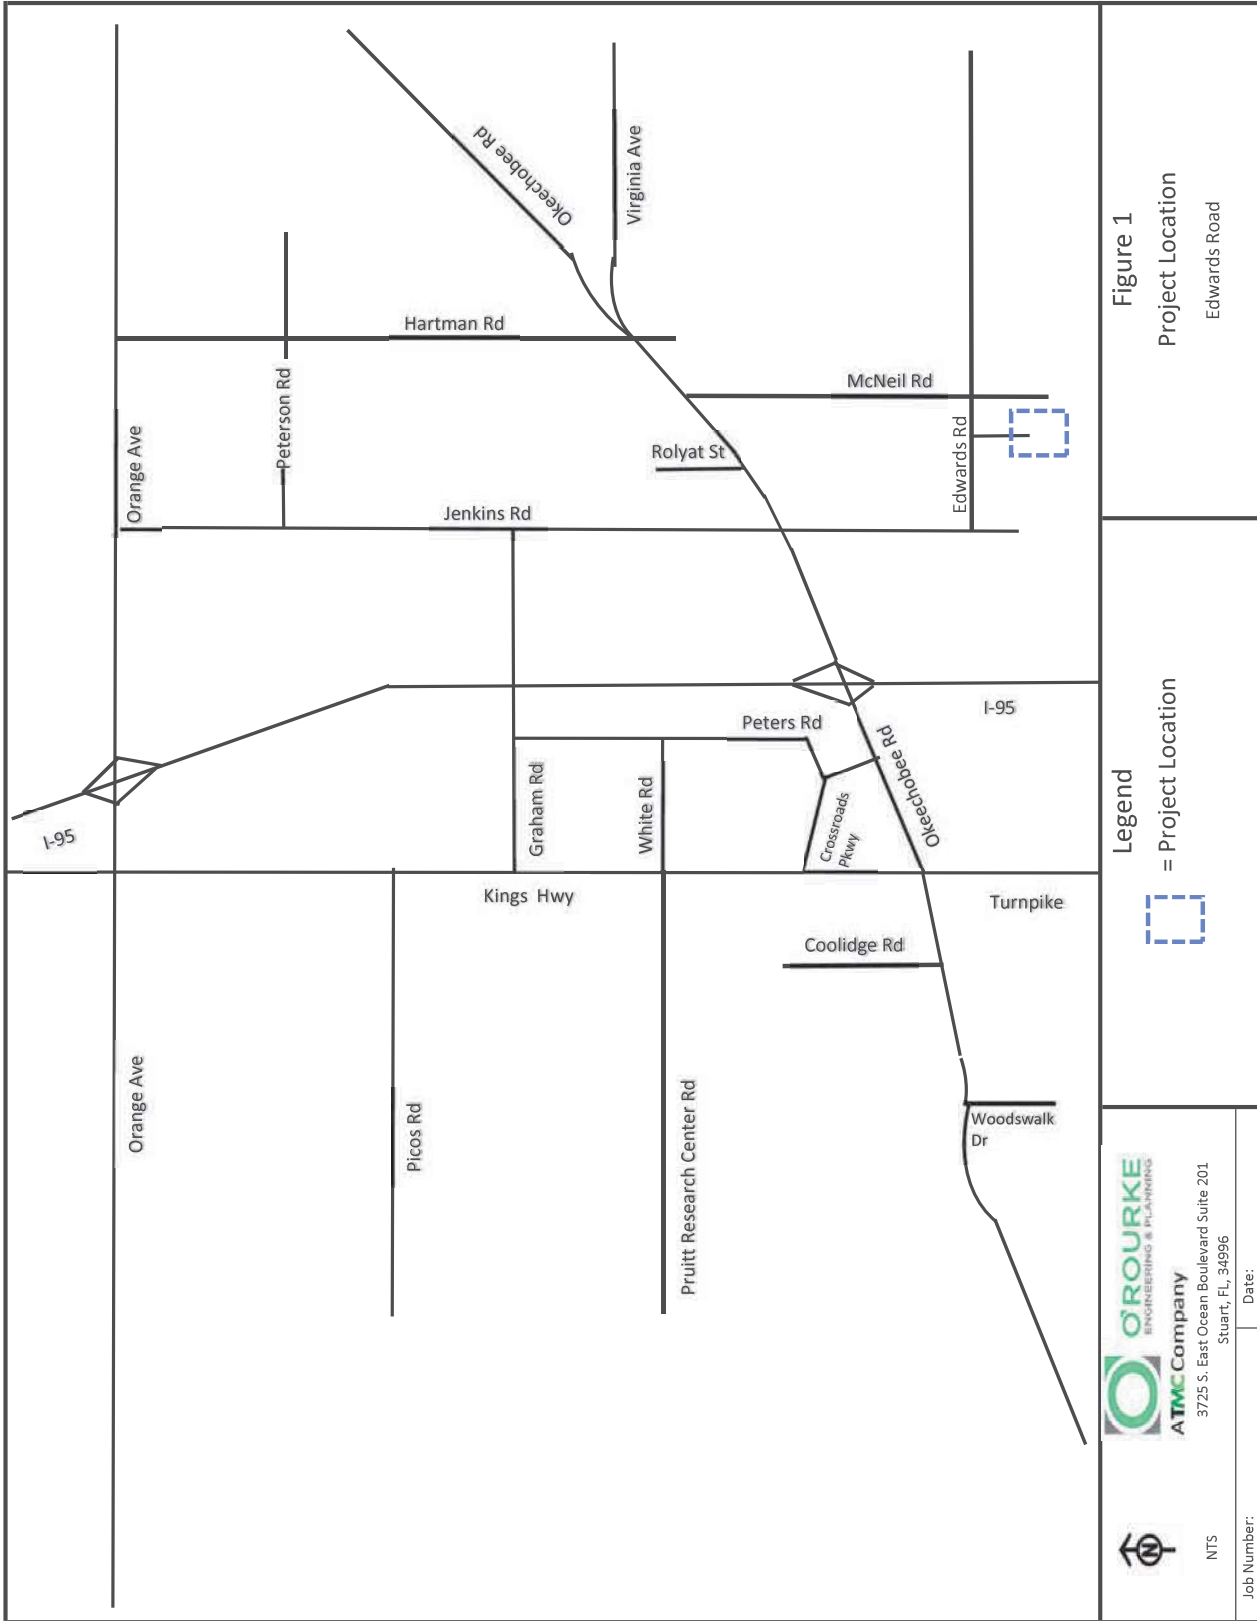 I-95
Orange Ave
Orange Ave
Peterson Rd
Hartman Rd
Okeechobee Rd
Virginia Ave
Jenkins Rd
Picos Rd
Kings Hwy
Graham Rd
White Rd
Pruitt Research Center Rd
Peters Rd
Rolyat St
Crossroads
Pkwy
Okeechobee Rd
McNeil Rd
Edwards Rd
Coolidge Rd
I-95
Turnpike
Woodswalk
Dr
NTS
Job Number:
Date:
O'ROURKE
ENGINEERING & PLANNING
ATMC Company
3725 S. East Ocean Boulevard Suite 201
Stuart, FL, 34996
Legend
= Project Location
Figure 1
Project Location
Edwards Road
N